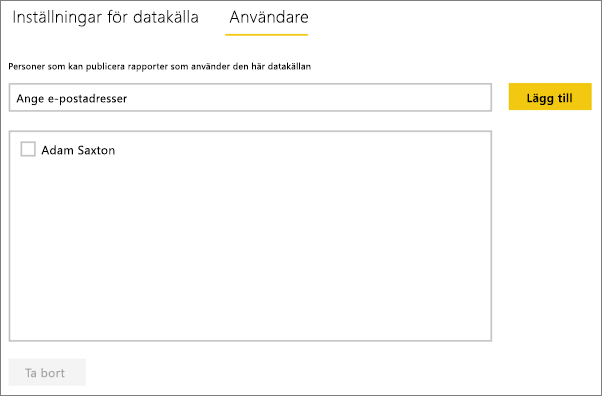 Inställningar för datakälla Användare
Personer som kan publicera rapporter som använder den här datakällan
Ange e-postadresser Lägg till
Adam Saxton
Ta bort